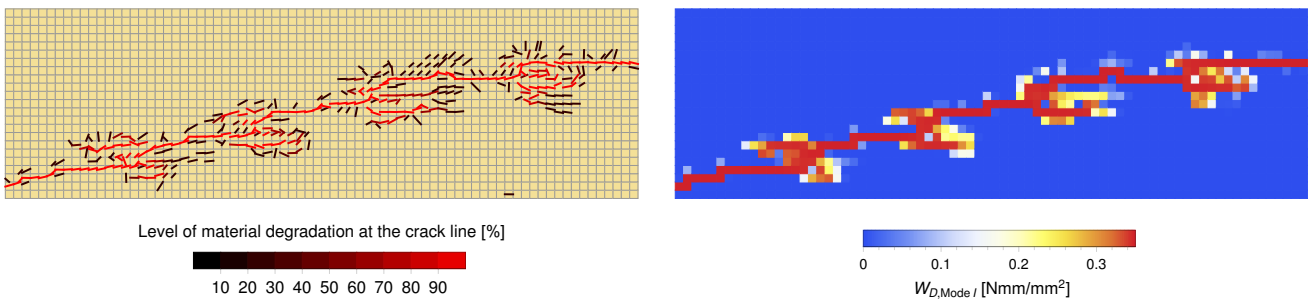 Level of material degradation at the crack line [%]
10 20 30 40 50 60 70 80 90
0 0.1 0.2 0.3
W_D,Mode I [Nmm/mm²]